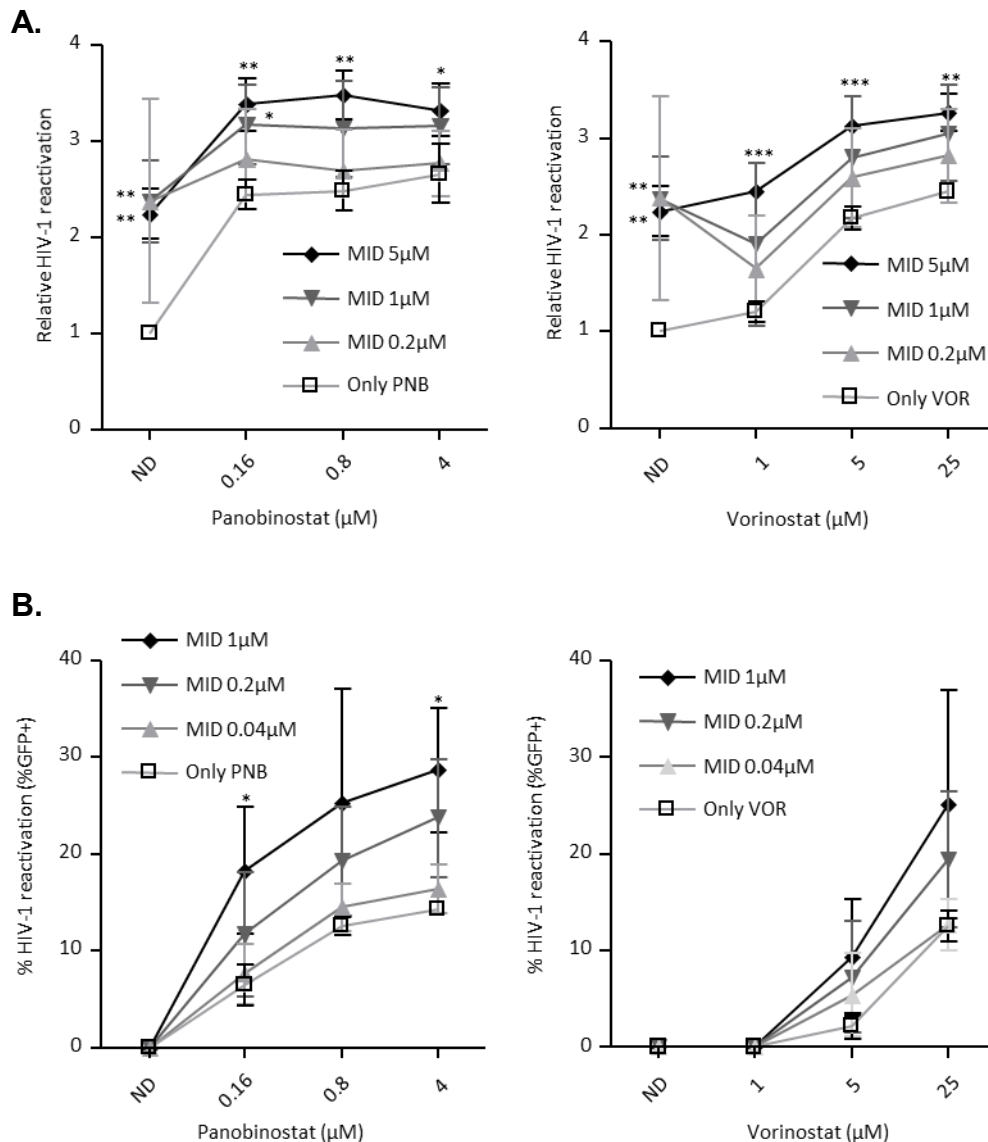 A.
Relative HIV-1 reactivation
4
3
2
1
0
**
**
**
*
**
*
MID 5µM
MID 1µM
MID 0.2µM
Only PNB
ND
0.16
0.8
4
Panobinostat (µM)
Relative HIV-1 reactivation
4
3
2
1
0
**
**
***
***
**
MID 5µM
MID 1µM
MID 0.2µM
Only VOR
ND
1
5
25
Vorinostat (µM)
B.
% HIV-1 reactivation (%GFP+)
40
30
20
10
0
MID 1µM
MID 0.2µM
MID 0.04µM
Only PNB
*
*
ND
0.16
0.8
4
Panobinostat (µM)
% HIV-1 reactivation (%GFP+)
40
30
20
10
0
MID 1µM
MID 0.2µM
MID 0.04µM
Only VOR
ND
1
5
25
Vorinostat (µM)